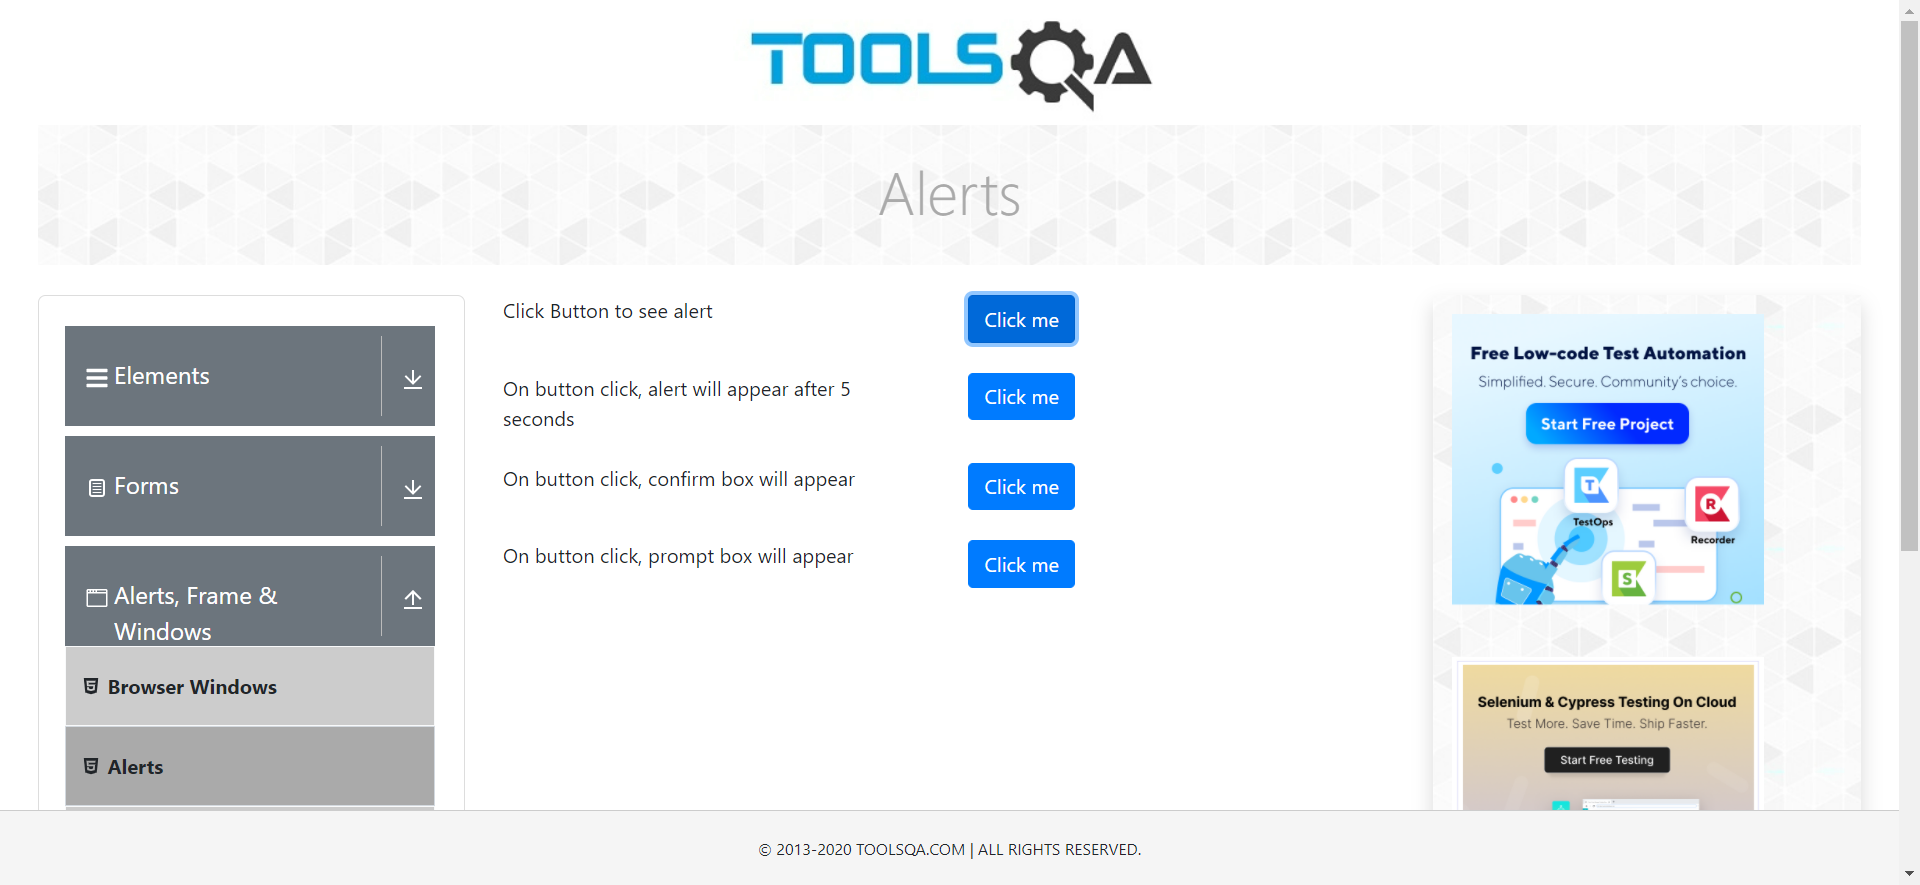 TOOLSQA
Alerts
Elements
Forms
Alerts, Frame &
Windows
Browser Windows
Alerts
Click Button to see alert
Click me
On button click, alert will appear after 5
seconds
Click me
On button click, confirm box will appear
Click me
On button click, prompt box will appear
Click me
Free Low-code Test Automation
Simplified. Secure. Community's choice.
Start Free Project
T
TestOps
R
Recorder
S
Selenium & Cypress Testing On Cloud
Test More. Save Time. Ship Faster.
Start Free Testing
© 2013-2020 TOOLSQA.COM | ALL RIGHTS RESERVED.